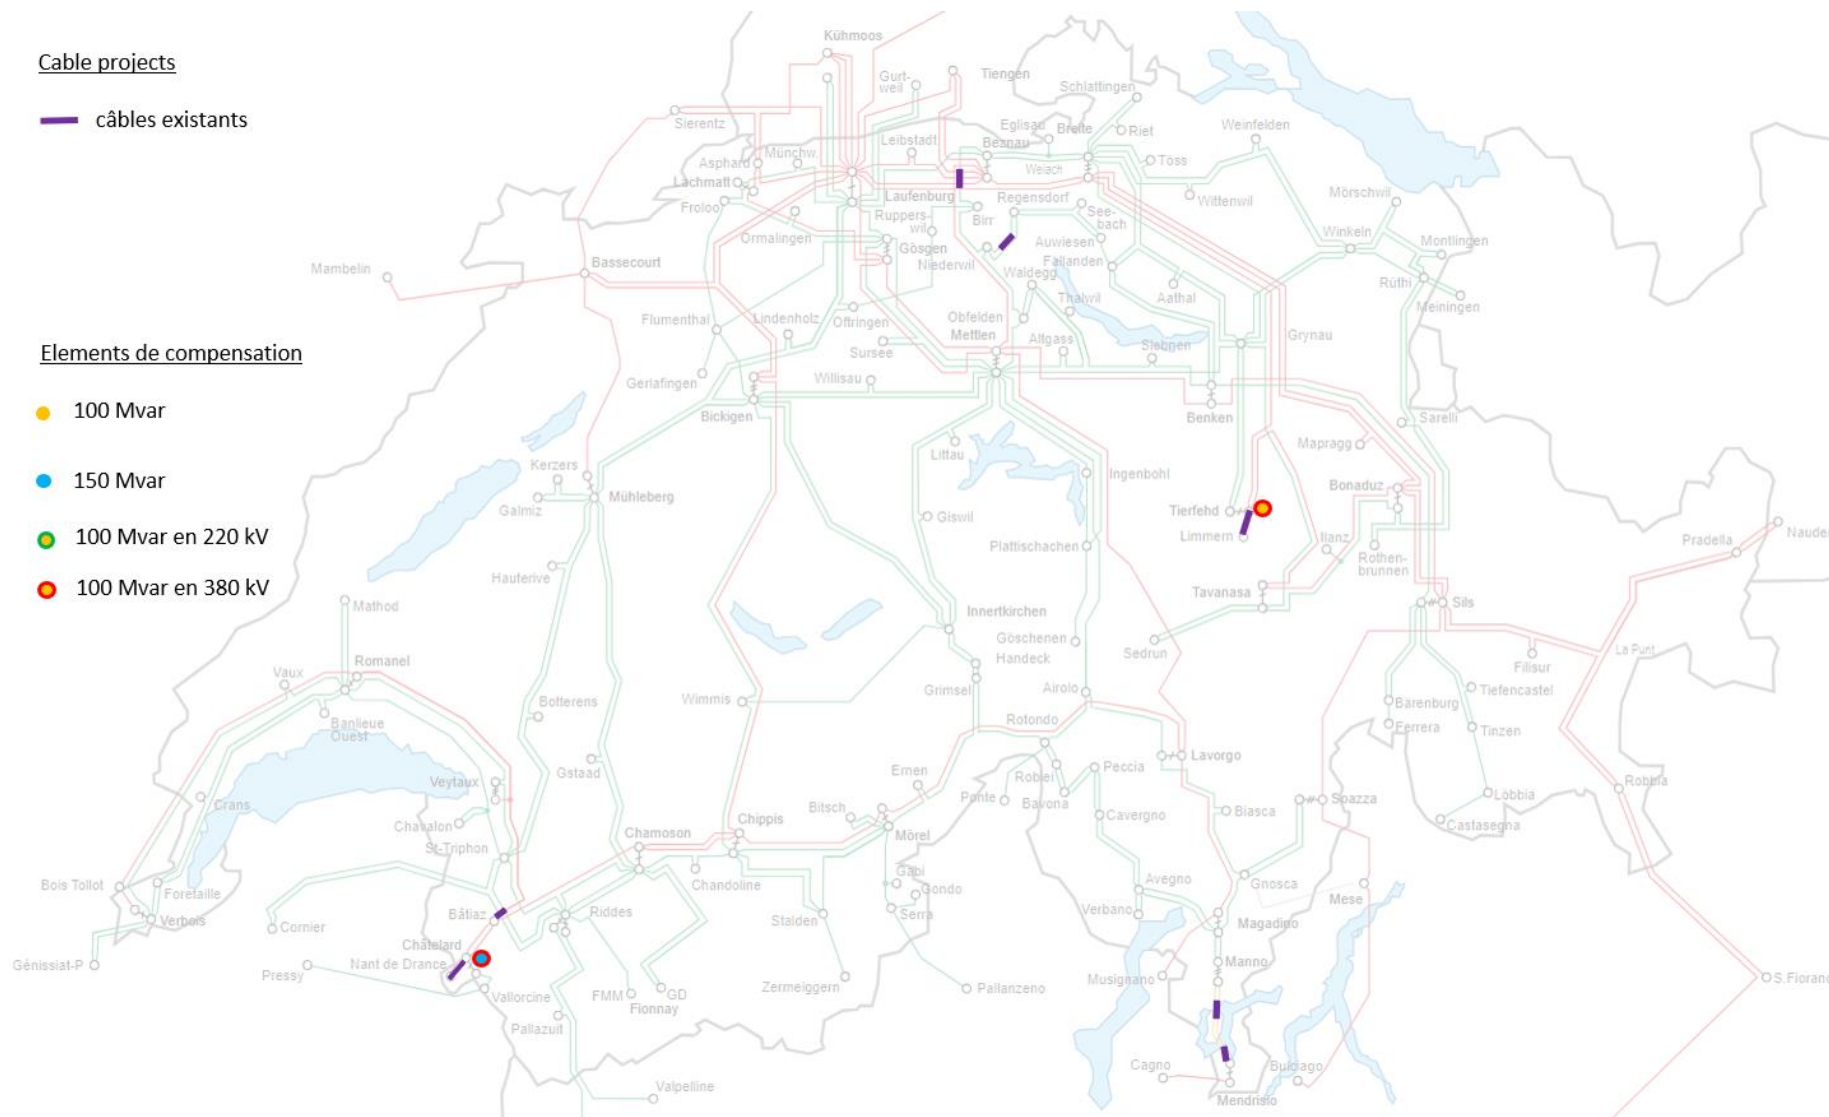 Cable projects
câbles existants
Elements de compensation
100 Mvar
150 Mvar
100 Mvar en 220 kV
100 Mvar en 380 kV
Kühmoos
Gurt-
weil
Tiengen
Schlattingen
Sierentz
Leibstadt
Eglisau
Breite
Riet
Weinfelden
Asphard
Münchw.
Beznau
Töss
Lachmatt
Weiach
Froloo
Laufenburg
Regensdorf
Wittenwil
Mörschwil
Ormalingen
Ruppers-
wil
Birr
See-
bach
Gösgen
Auwiesen
Winkeln
Montlingen
Mambelin
Bassecourt
Niederwil
Fällanden
Waldegg
Aathal
Rüthi
Meiningen
Thalwil
Flumenthal
Lindenholz
Oftringen
Obfelden
Mettlen
Altgass
Siebnen
Grynau
Sursee
Gerlafingen
Willisau
Bickigen
Benken
Sarelli
Mapragg
Littau
Kerzers
Ingenbohl
Bonaduz
Mühleberg
Galmiz
Giswil
Tierfehd
Limmern
Ilanz
Plattischachen
Rothen-
brunnen
Pradella
Hauterive
Tavanasa
Sils
Mathod
Innertkirchen
Göschenen
Handeck
Sedrun
La Punt
Filisur
Vaux
Romanel
Grimsel
Airolo
Tiefencastel
Wimmis
Botterens
Barenburg
Banlieue
Ouest
Rotondo
Ferrera
Tinzen
Lavorgo
Gstaad
Ernen
Robiei
Peccia
Veytaux
Robbia
Crans
Bitsch
Ponte
Bavona
Soazza
Lobbia
Chavalon
Chippis
Cavergno
Biasca
Castasegna
Chamoson
Mörel
St-Triphon
Bois Tollot
Foretaille
Chandoline
Gabi
Gondo
Avegno
Gnosca
Mese
Verbois
Bâtiaz
Riddes
Stalden
Serra
Verbano
Magadino
Cornier
Châtelard
Génissiat-P
Nant de Drance
Manno
Pressy
Musignano
S.Fioran
Vallorcine
FMM
Fionnay
GD
Zermeiggern
Pallanzeno
Pallazuit
Cagno
Bulciago
Valpelline
Mendrisio